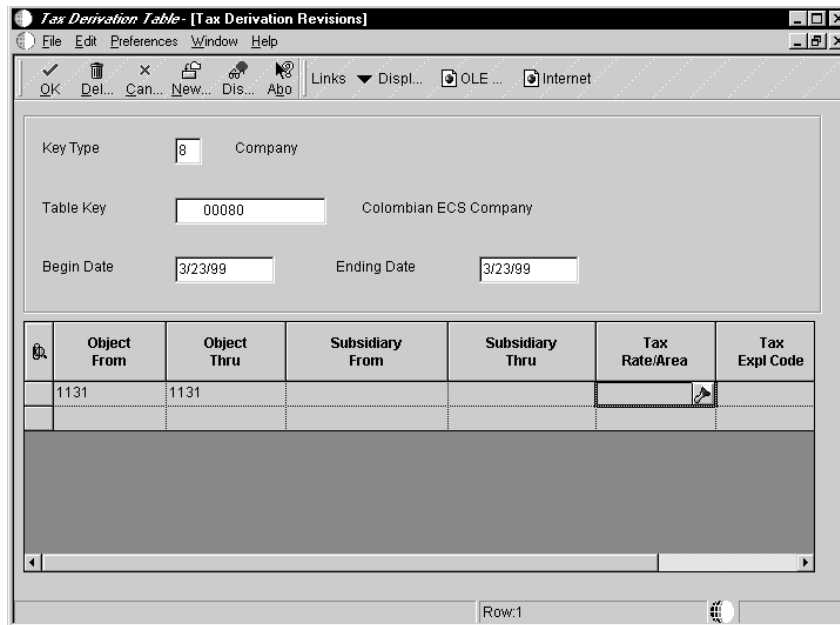 Tax Derivation Table - [Tax Derivation Revisions]
File Edit Preferences Window Help
OK Del... Can... New... Dis... Abo Links Displ... OLE ... Internet
Key Type 8 Company
Table Key 00080 Colombian ECS Company
Begin Date 3/23/99 Ending Date 3/23/99
Object From Object Thru Subsidiary From Subsidiary Thru Tax Rate/Area Tax Expl Code
1131 1131
Row:1